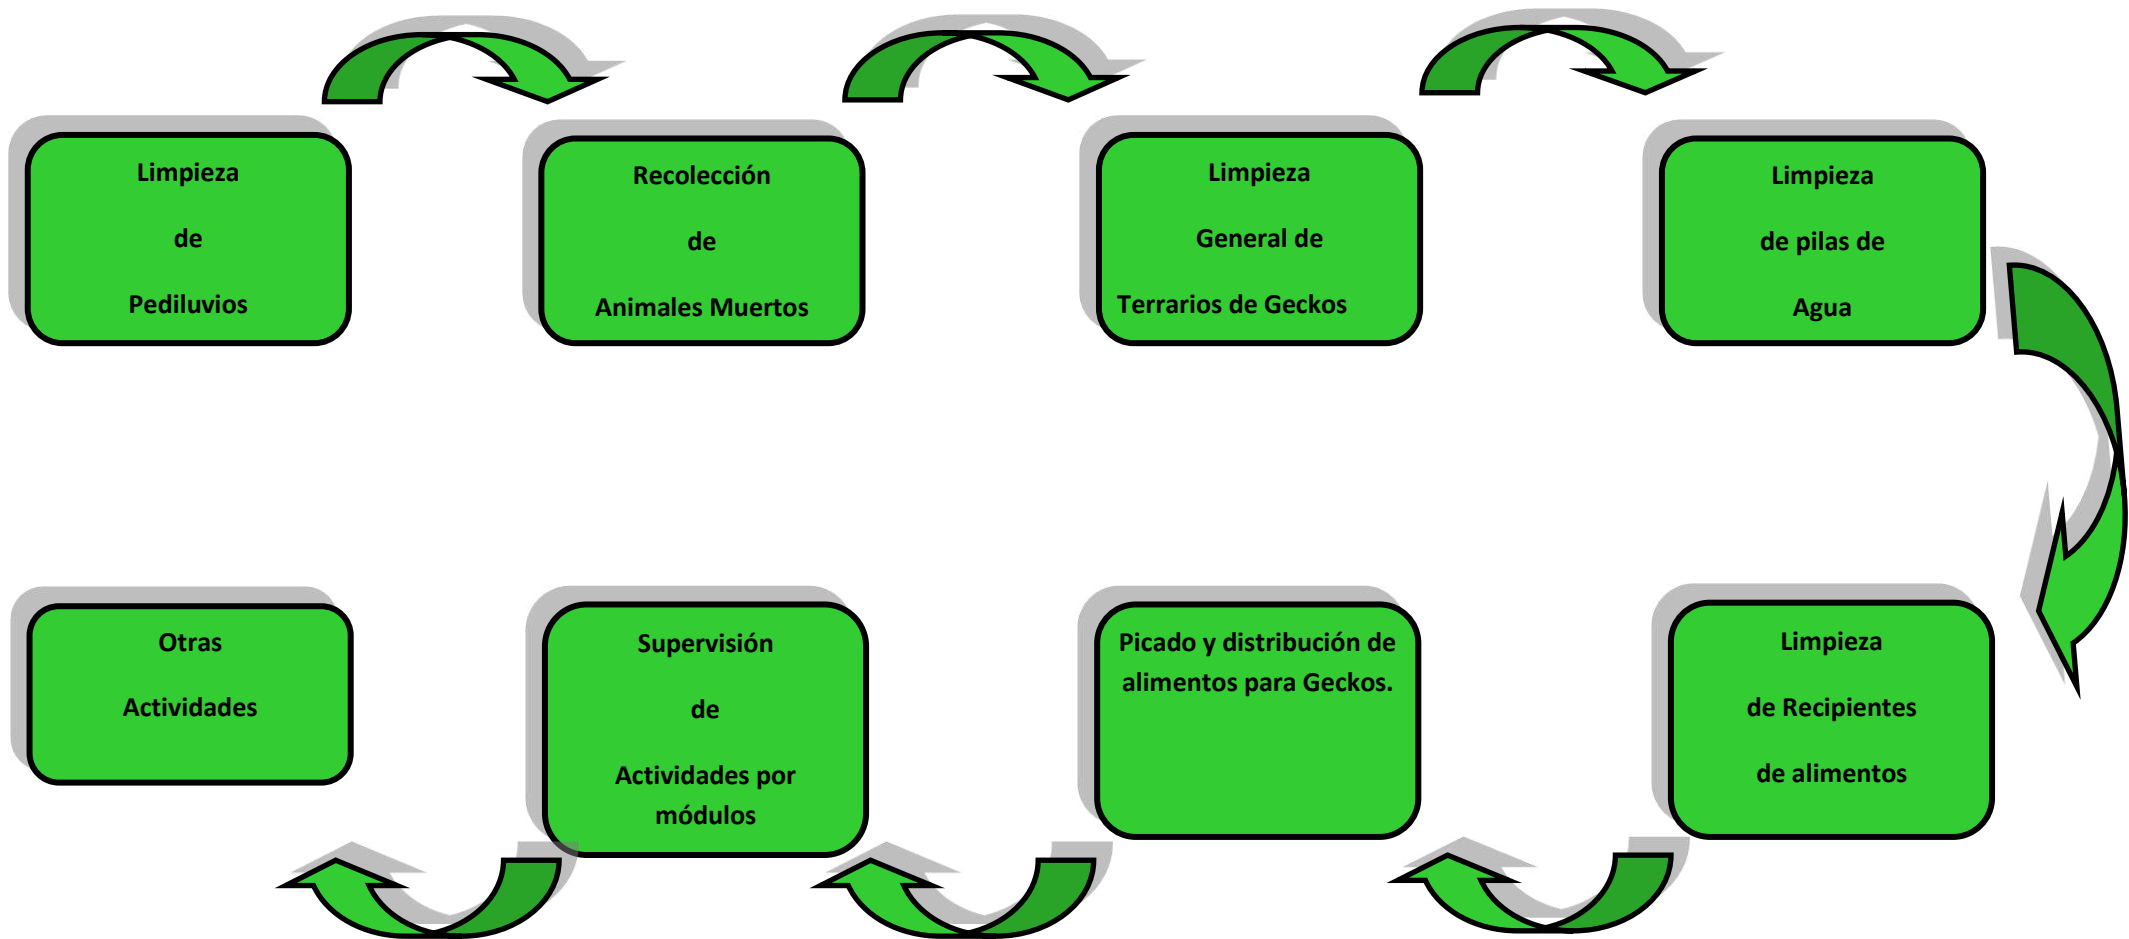 Limpieza
de
Pediluvios
Recolección
de
Animales Muertos
Limpieza
General de
Terrarios de Geckos
Limpieza
de pilas de
Agua
Limpieza
de Recipientes
de alimentos
Picado y distribución de
alimentos para Geckos.
Supervisión
de
Actividades por
módulos
Otras
Actividades